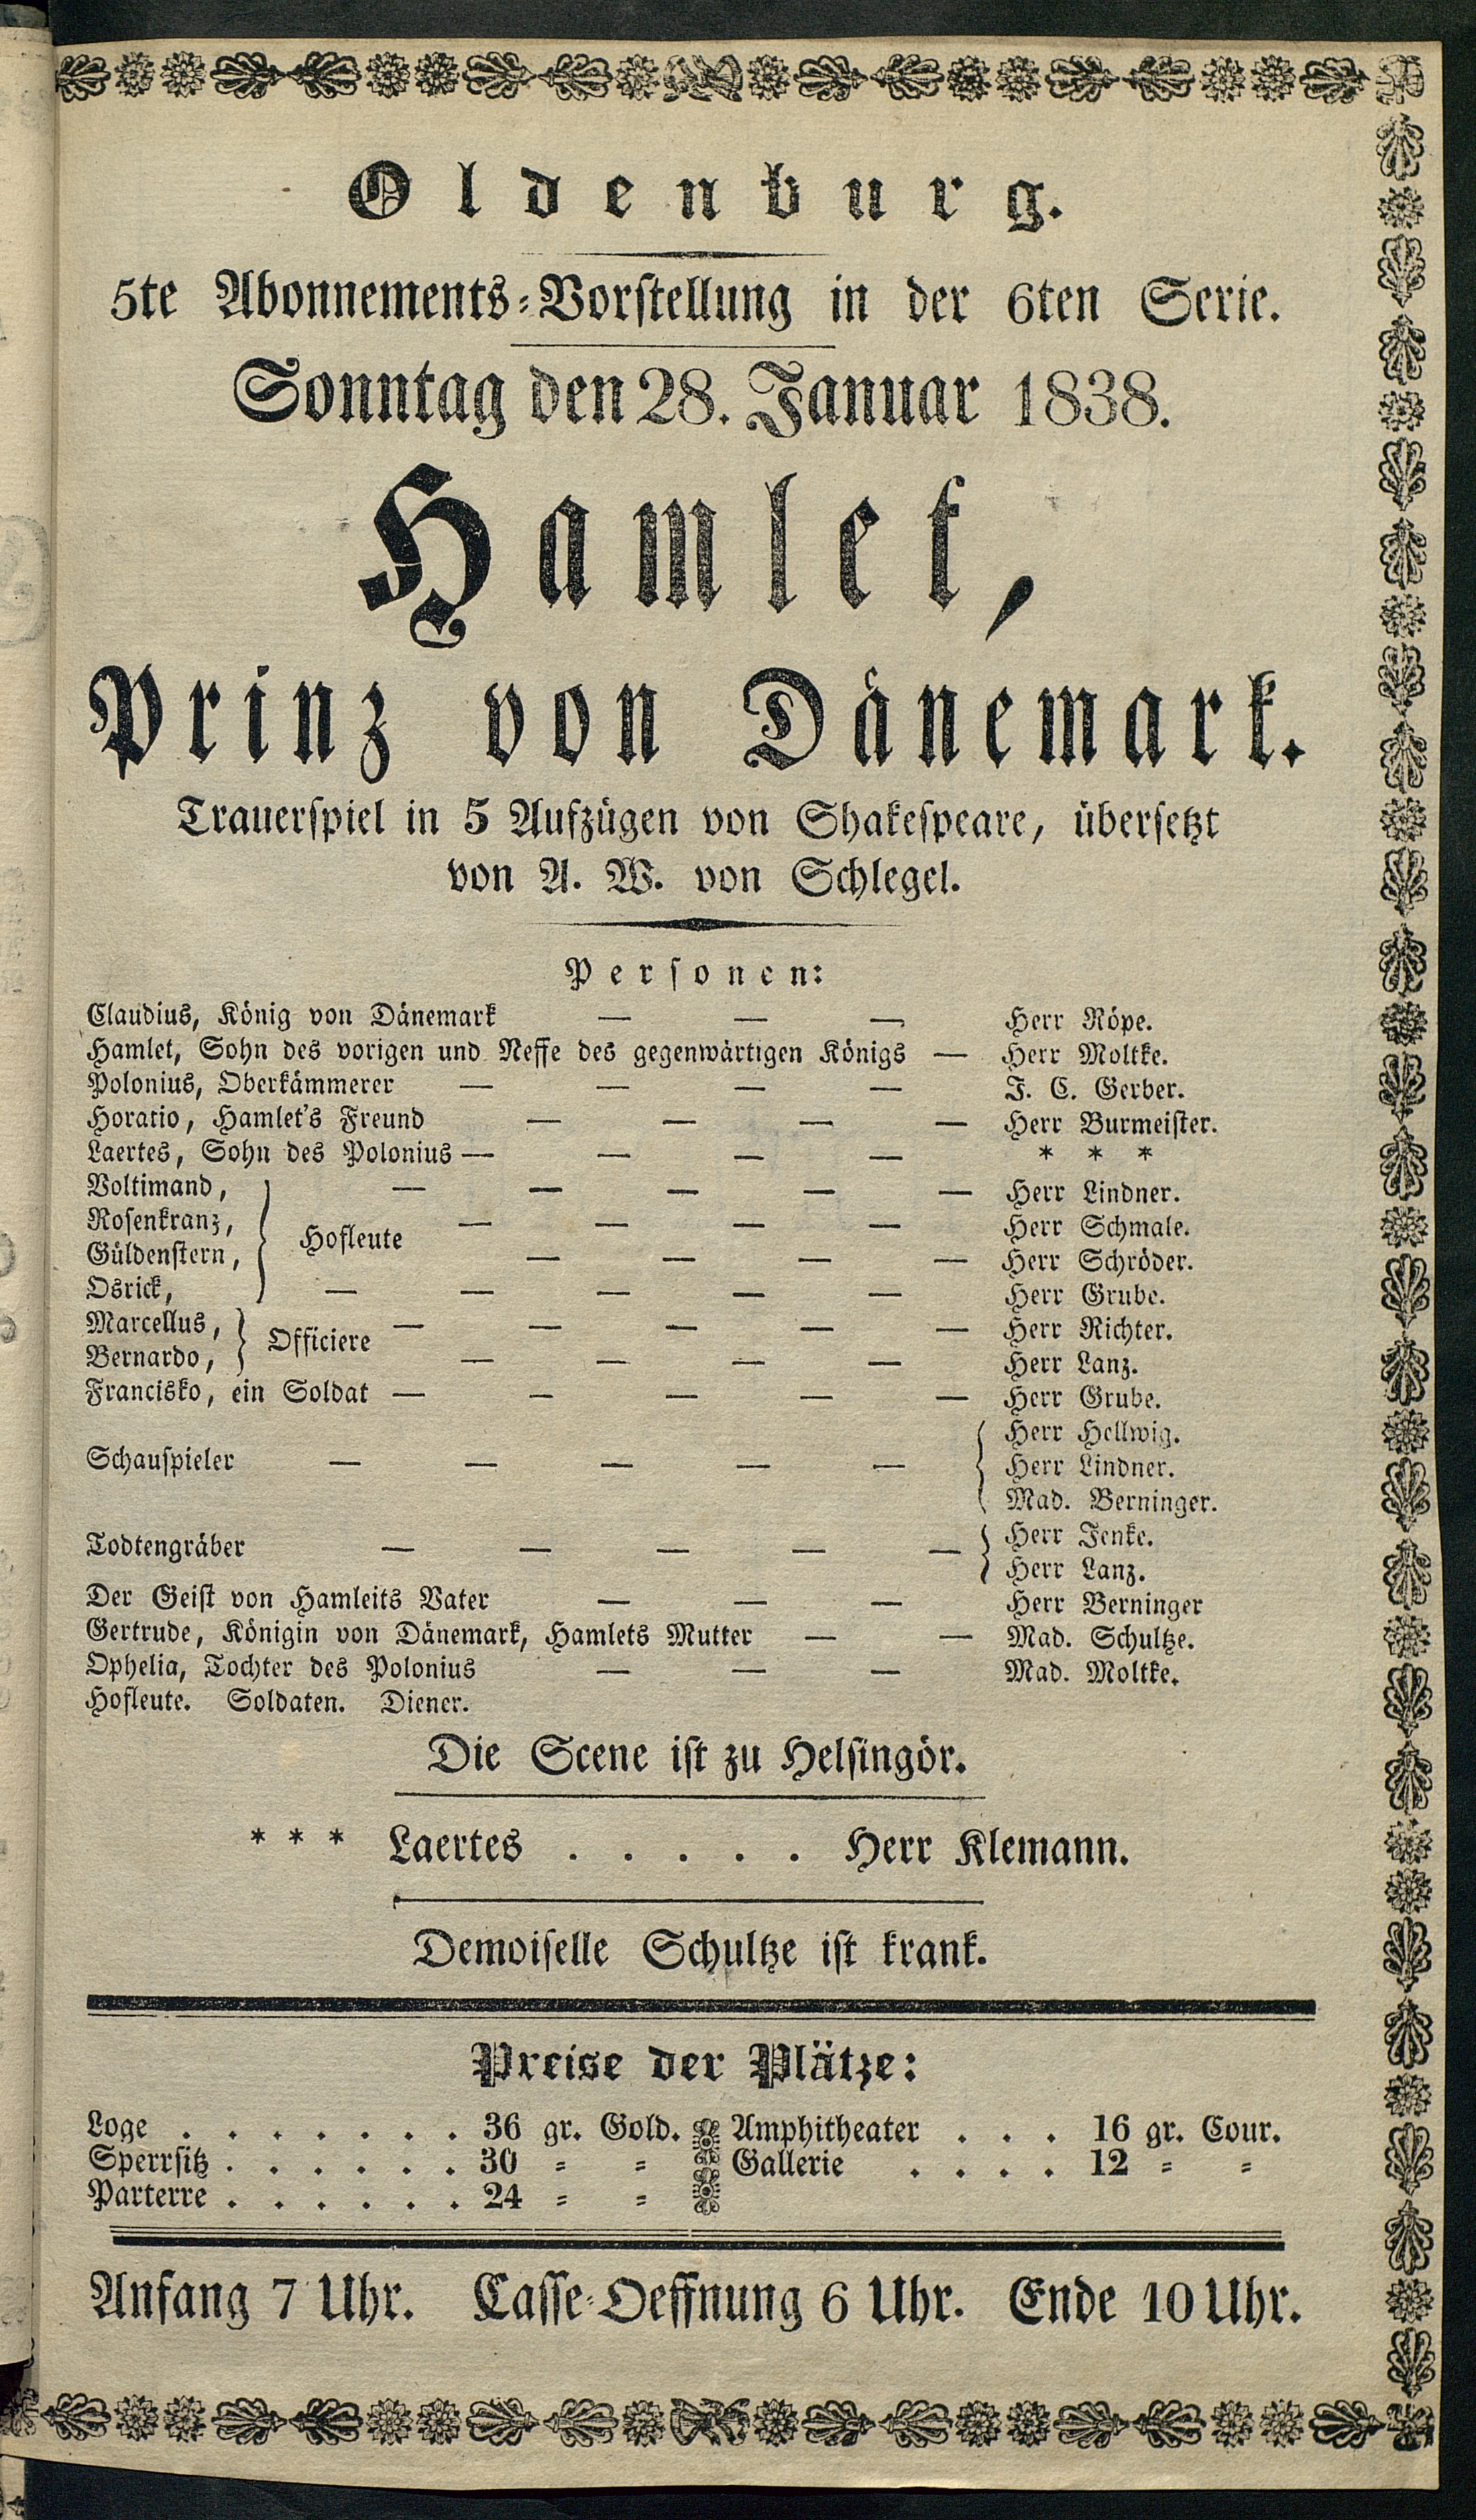 Oldenburg.
5te Abonnements-Vorstellung in der 6ten Serie.
Sonntag den 28. Januar 1838.
Hamlet,
Prinz von Dänemark.
Trauerspiel in 5 Aufzügen von Shakespeare, übersetzt
von A. W. von Schlegel.
Personen:
Claudius, König von Dänemark — — — Herr Röpe.
Hamlet, Sohn des vorigen und Neffe des gegenwärtigen Königs — Herr Moltke.
Polonius, Oberkämmerer — — — — J. C. Gerber.
Horatio, Hamlet's Freund — — — — Herr Burmeister.
Laertes, Sohn des Polonius — — — — * * *
Voltimand, — — — — — Herr Lindner.
Rosenkranz, — — — — Herr Schmale.
Hofleute
Güldenstern, — — — — Herr Schröder.
Osrick, — — — — — Herr Grube.
Marcellus, — — — — — Herr Richter.
Officiere
Bernardo, — — — — Herr Lanz.
Francisko, ein Soldat — — — — — Herr Grube.
Herr Hellwig.
Schauspieler — — — — — Herr Lindner.
Mad. Berninger.
Herr Jenke.
Todtengräber — — — — —
Herr Lanz.
Der Geist von Hamleits Vater — — — Herr Berninger
Gertrude, Königin von Dänemark, Hamlets Mutter — — Mad. Schultze.
Ophelia, Tochter des Polonius — — — Mad. Moltke.
Hofleute. Soldaten. Diener.
Die Scene ist zu Helsingör.
* * * Laertes . . . . . Herr Klemann.
Demoiselle Schultze ist krank.
Preise der Plätze:
Loge . . . . . . . 36 gr. Gold. Amphitheater . . . 16 gr. Cour.
Sperrsitz . . . . . . 30 = = Gallerie . . . . 12 = =
Parterre . . . . . . 24 = =
Anfang 7 Uhr. Casse-Oeffnung 6 Uhr. Ende 10 Uhr.